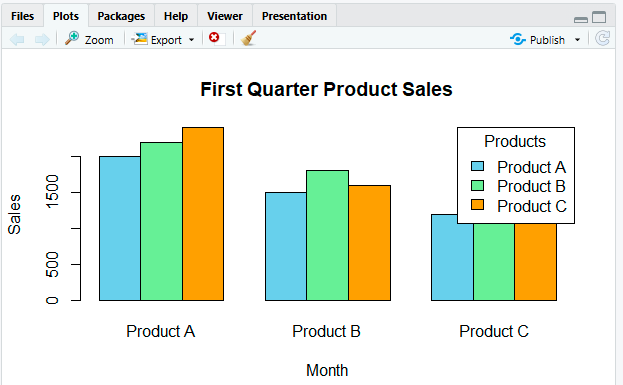 Files Plots Packages Help Viewer Presentation
Zoom Export Publish
First Quarter Product Sales
Products
Product A
Product B
Product C
Sales
1500
500
0
Product A Product B Product C
Month